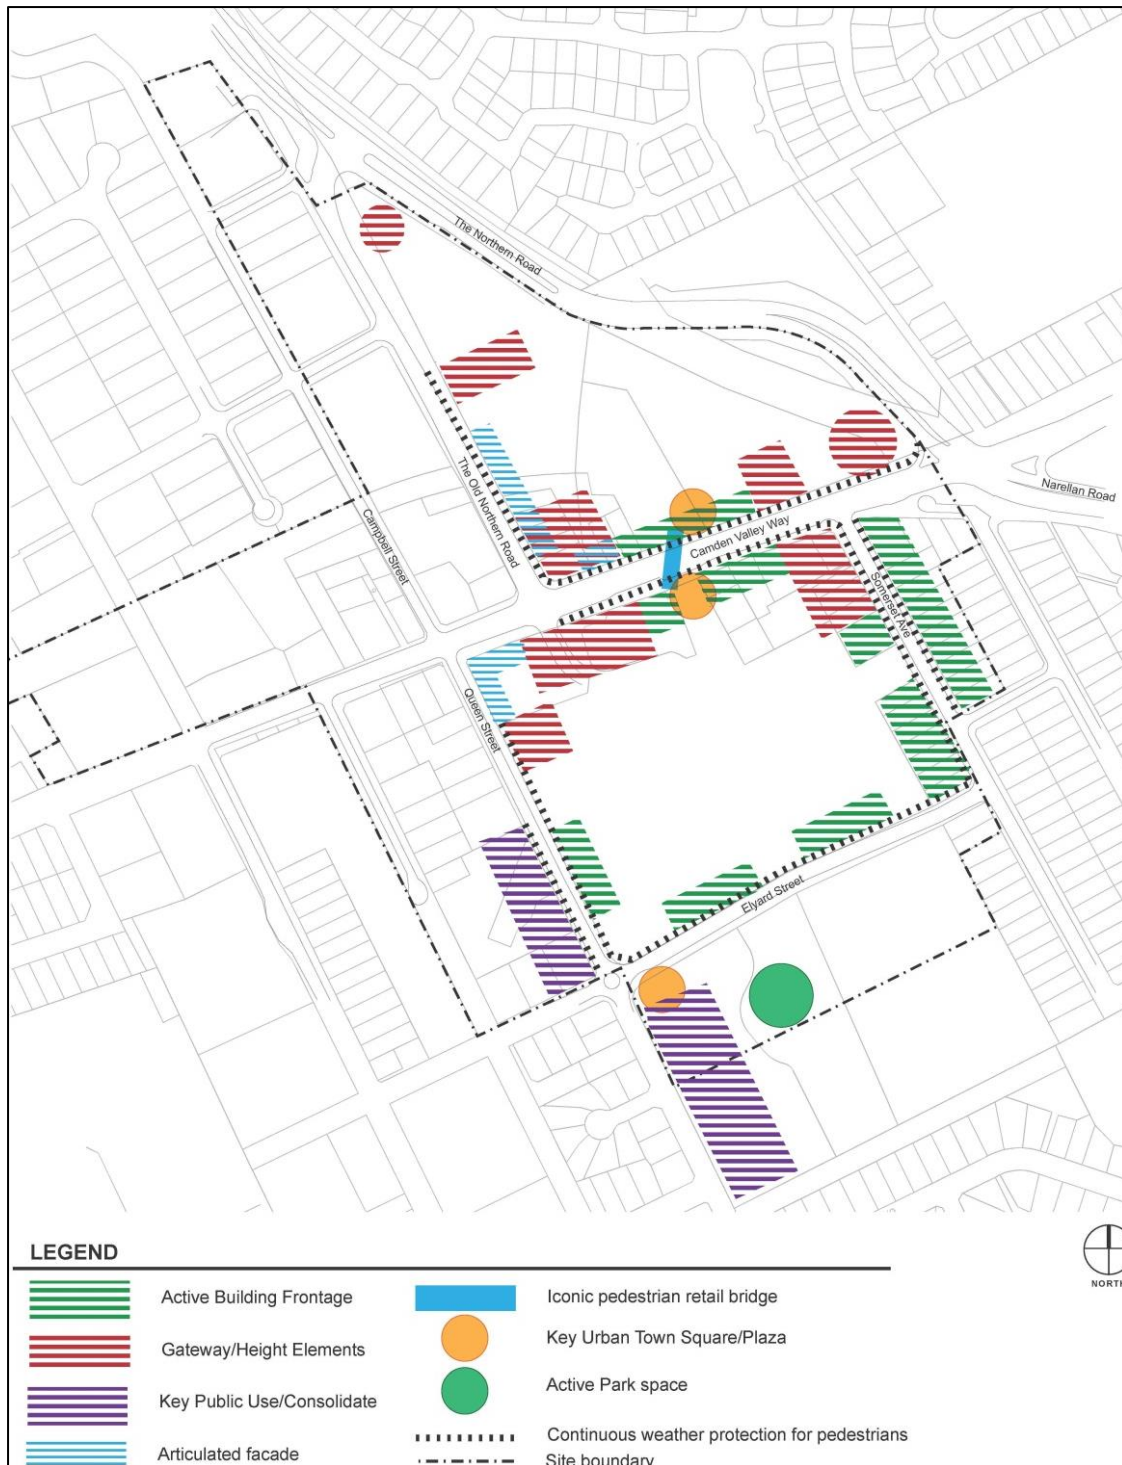 The Northern Road
Narellan Road
The Old Northern Road
Camden Valley Way
Campbell Street
Somerset Ave
Queen Street
Elyard Street
LEGEND
NORTH
Active Building Frontage
Iconic pedestrian retail bridge
Gateway/Height Elements
Key Urban Town Square/Plaza
Key Public Use/Consolidate
Active Park space
Articulated facade
Continuous weather protection for pedestrians
Site boundary